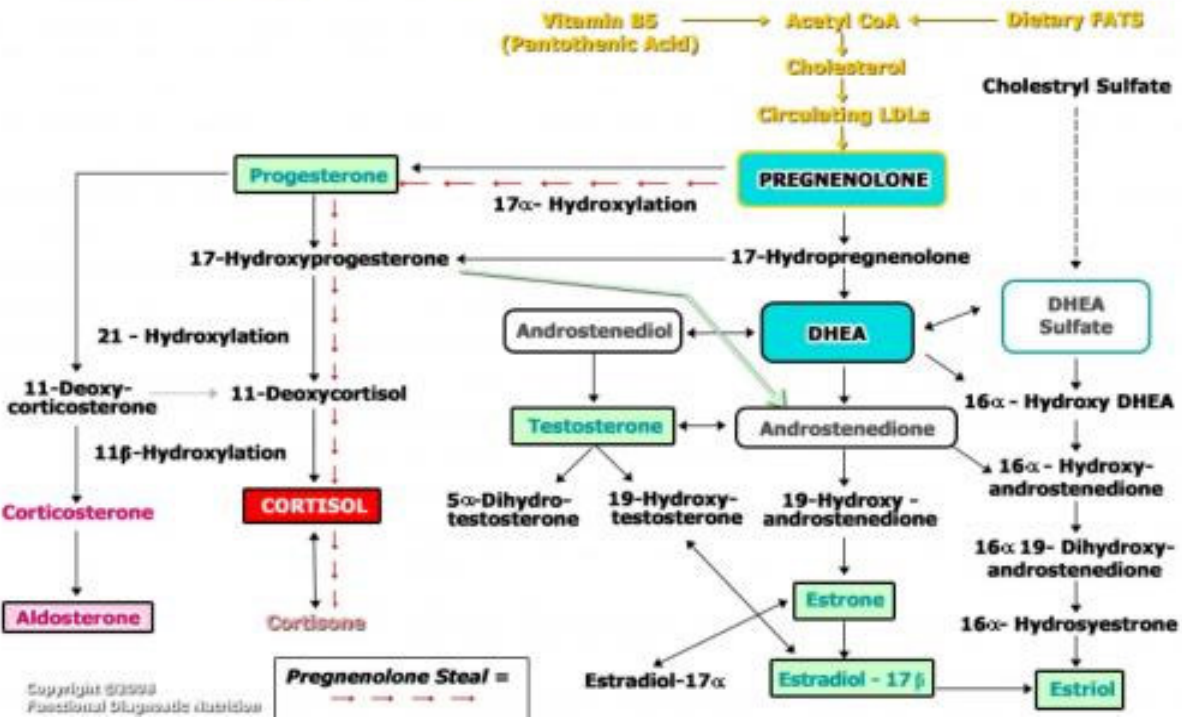 Vitamin B5
(Pantothenic Acid)
Acetyl CoA
Dietary FATS
Cholesterol
Cholestryl Sulfate
Circulating LDLs
Progesterone
PREGNENOLONE
17α- Hydroxylation
17-Hydroxyprogesterone
17-Hydropregnenolone
Androstenediol
DHEA
DHEA
Sulfate
21 - Hydroxylation
11-Deoxy-
corticosterone
11-Deoxycortisol
16α - Hydroxy DHEA
Testosterone
Androstenedione
11β-Hydroxylation
16α - Hydroxy-
androstenedione
Corticosterone
CORTISOL
5α-Dihydro-
testosterone
19-Hydroxy-
testosterone
19-Hydroxy -
androstenedione
16α 19- Dihydroxy-
androstenedione
Aldosterone
Cortisone
Estrone
16α- Hydrosyestrone
Pregnenolone Steal =
Estradiol-17α
Estradiol - 17β
Estriol
Copyright ©2008
Functional Diagnostic Nutrition